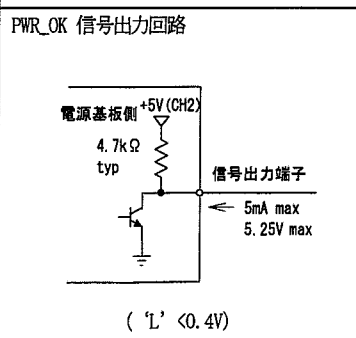 PWR_OK 信号出力回路
電源基板側
+5V(CH2)
4.7kΩ
typ
信号出力端子
5mA max
5.25V max
( 'L' <0.4V)